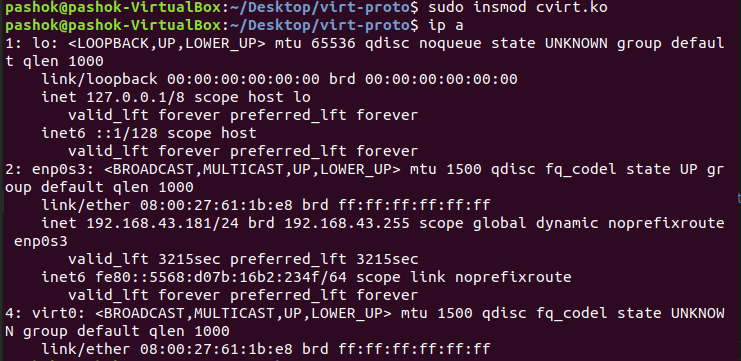 pashok@pashok-VirtualBox:~/Desktop/virt-proto$ sudo insmod cvirt.ko
pashok@pashok-VirtualBox:~/Desktop/virt-proto$ ip a
1: lo: <LOOPBACK,UP,LOWER_UP> mtu 65536 qdisc noqueue state UNKNOWN group defaul
t qlen 1000
    link/loopback 00:00:00:00:00:00 brd 00:00:00:00:00:00
    inet 127.0.0.1/8 scope host lo
       valid_lft forever preferred_lft forever
    inet6 ::1/128 scope host
       valid_lft forever preferred_lft forever
2: enp0s3: <BROADCAST,MULTICAST,UP,LOWER_UP> mtu 1500 qdisc fq_codel state UP gr
oup default qlen 1000
    link/ether 08:00:27:61:1b:e8 brd ff:ff:ff:ff:ff:ff
    inet 192.168.43.181/24 brd 192.168.43.255 scope global dynamic noprefixroute
 enp0s3
       valid_lft 3215sec preferred_lft 3215sec
    inet6 fe80::5568:d07b:16b2:234f/64 scope link noprefixroute
       valid_lft forever preferred_lft forever
4: virt0: <BROADCAST,MULTICAST,UP,LOWER_UP> mtu 1500 qdisc fq_codel state UNKNOW
N group default qlen 1000
    link/ether 08:00:27:61:1b:e8 brd ff:ff:ff:ff:ff:ff